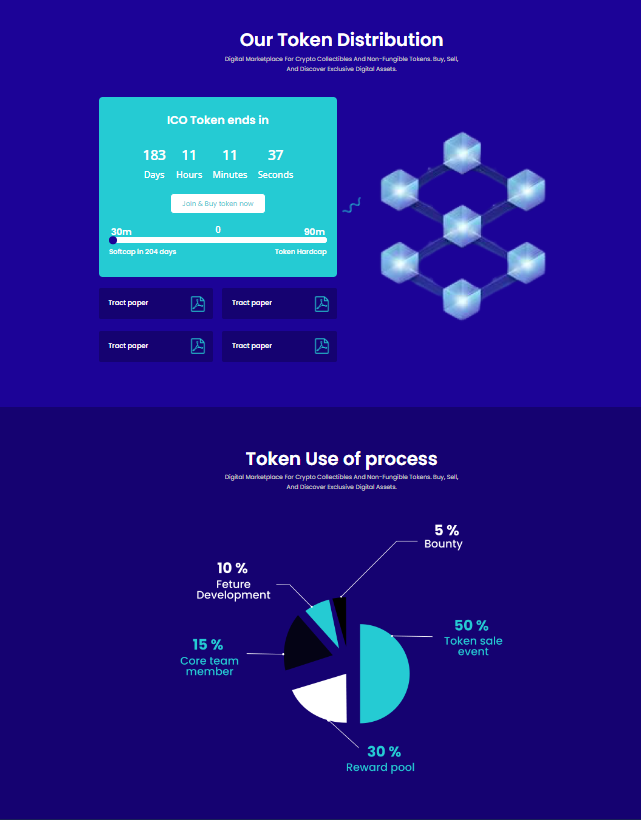 Our Token Distribution
Digital Marketplace For Crypto Collectibles And Non-Fungible Tokens. Buy, Sell,
And Discover Exclusive Digital Assets.
ICO Token ends in
183 11 11 37
Days Hours Minutes Seconds
Join & Buy token now
30m 0 90m
Softcap in 204 days Token Hardcap
Tract paper Tract paper
Tract paper Tract paper
Token Use of process
Digital Marketplace For Crypto Collectibles And Non-Fungible Tokens. Buy, Sell,
And Discover Exclusive Digital Assets.
5 %
Bounty
10 %
Feture
Development
50 %
Token sale
event
15 %
Core team
member
30 %
Reward pool